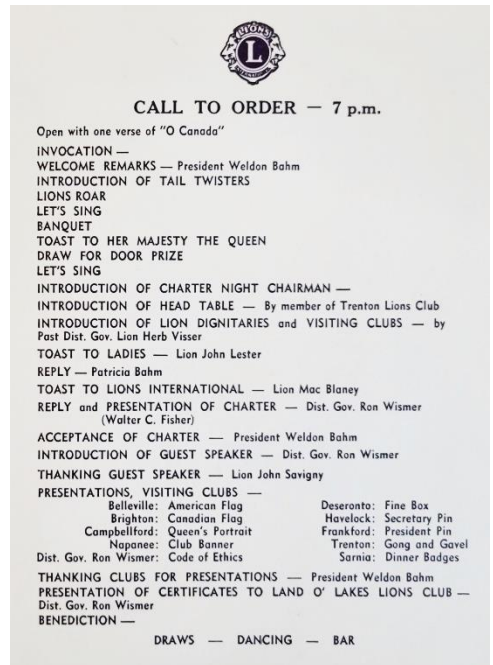 LIONS
L
INTERNATIONAL
CALL TO ORDER — 7 p.m.
Open with one verse of "O Canada"
INVOCATION —
WELCOME REMARKS — President Weldon Bahm
INTRODUCTION OF TAIL TWISTERS
LIONS ROAR
LET'S SING
BANQUET
TOAST TO HER MAJESTY THE QUEEN
DRAW FOR DOOR PRIZE
LET'S SING
INTRODUCTION OF CHARTER NIGHT CHAIRMAN —
INTRODUCTION OF HEAD TABLE — By member of Trenton Lions Club
INTRODUCTION OF LION DIGNITARIES and VISITING CLUBS — by
Past Dist. Gov. Lion Herb Visser
TOAST TO LADIES — Lion John Lester
REPLY — Patricia Bahm
TOAST TO LIONS INTERNATIONAL — Lion Mac Blaney
REPLY and PRESENTATION OF CHARTER — Dist. Gov. Ron Wismer
(Walter C. Fisher)
ACCEPTANCE OF CHARTER — President Weldon Bahm
INTRODUCTION OF GUEST SPEAKER — Dist. Gov. Ron Wismer
THANKING GUEST SPEAKER — Lion John Savigny
PRESENTATIONS, VISITING CLUBS —
Belleville: American Flag
Brighton: Canadian Flag
Campbellford: Queen's Portrait
Napanee: Club Banner
Dist. Gov. Ron Wismer: Code of Ethics
Deseronto: Fine Box
Havelock: Secretary Pin
Frankford: President Pin
Trenton: Gong and Gavel
Sarnia: Dinner Badges
THANKING CLUBS FOR PRESENTATIONS — President Weldon Bahm
PRESENTATION OF CERTIFICATES TO LAND O' LAKES LIONS CLUB —
Dist. Gov. Ron Wismer
BENEDICTION —
DRAWS — DANCING — BAR